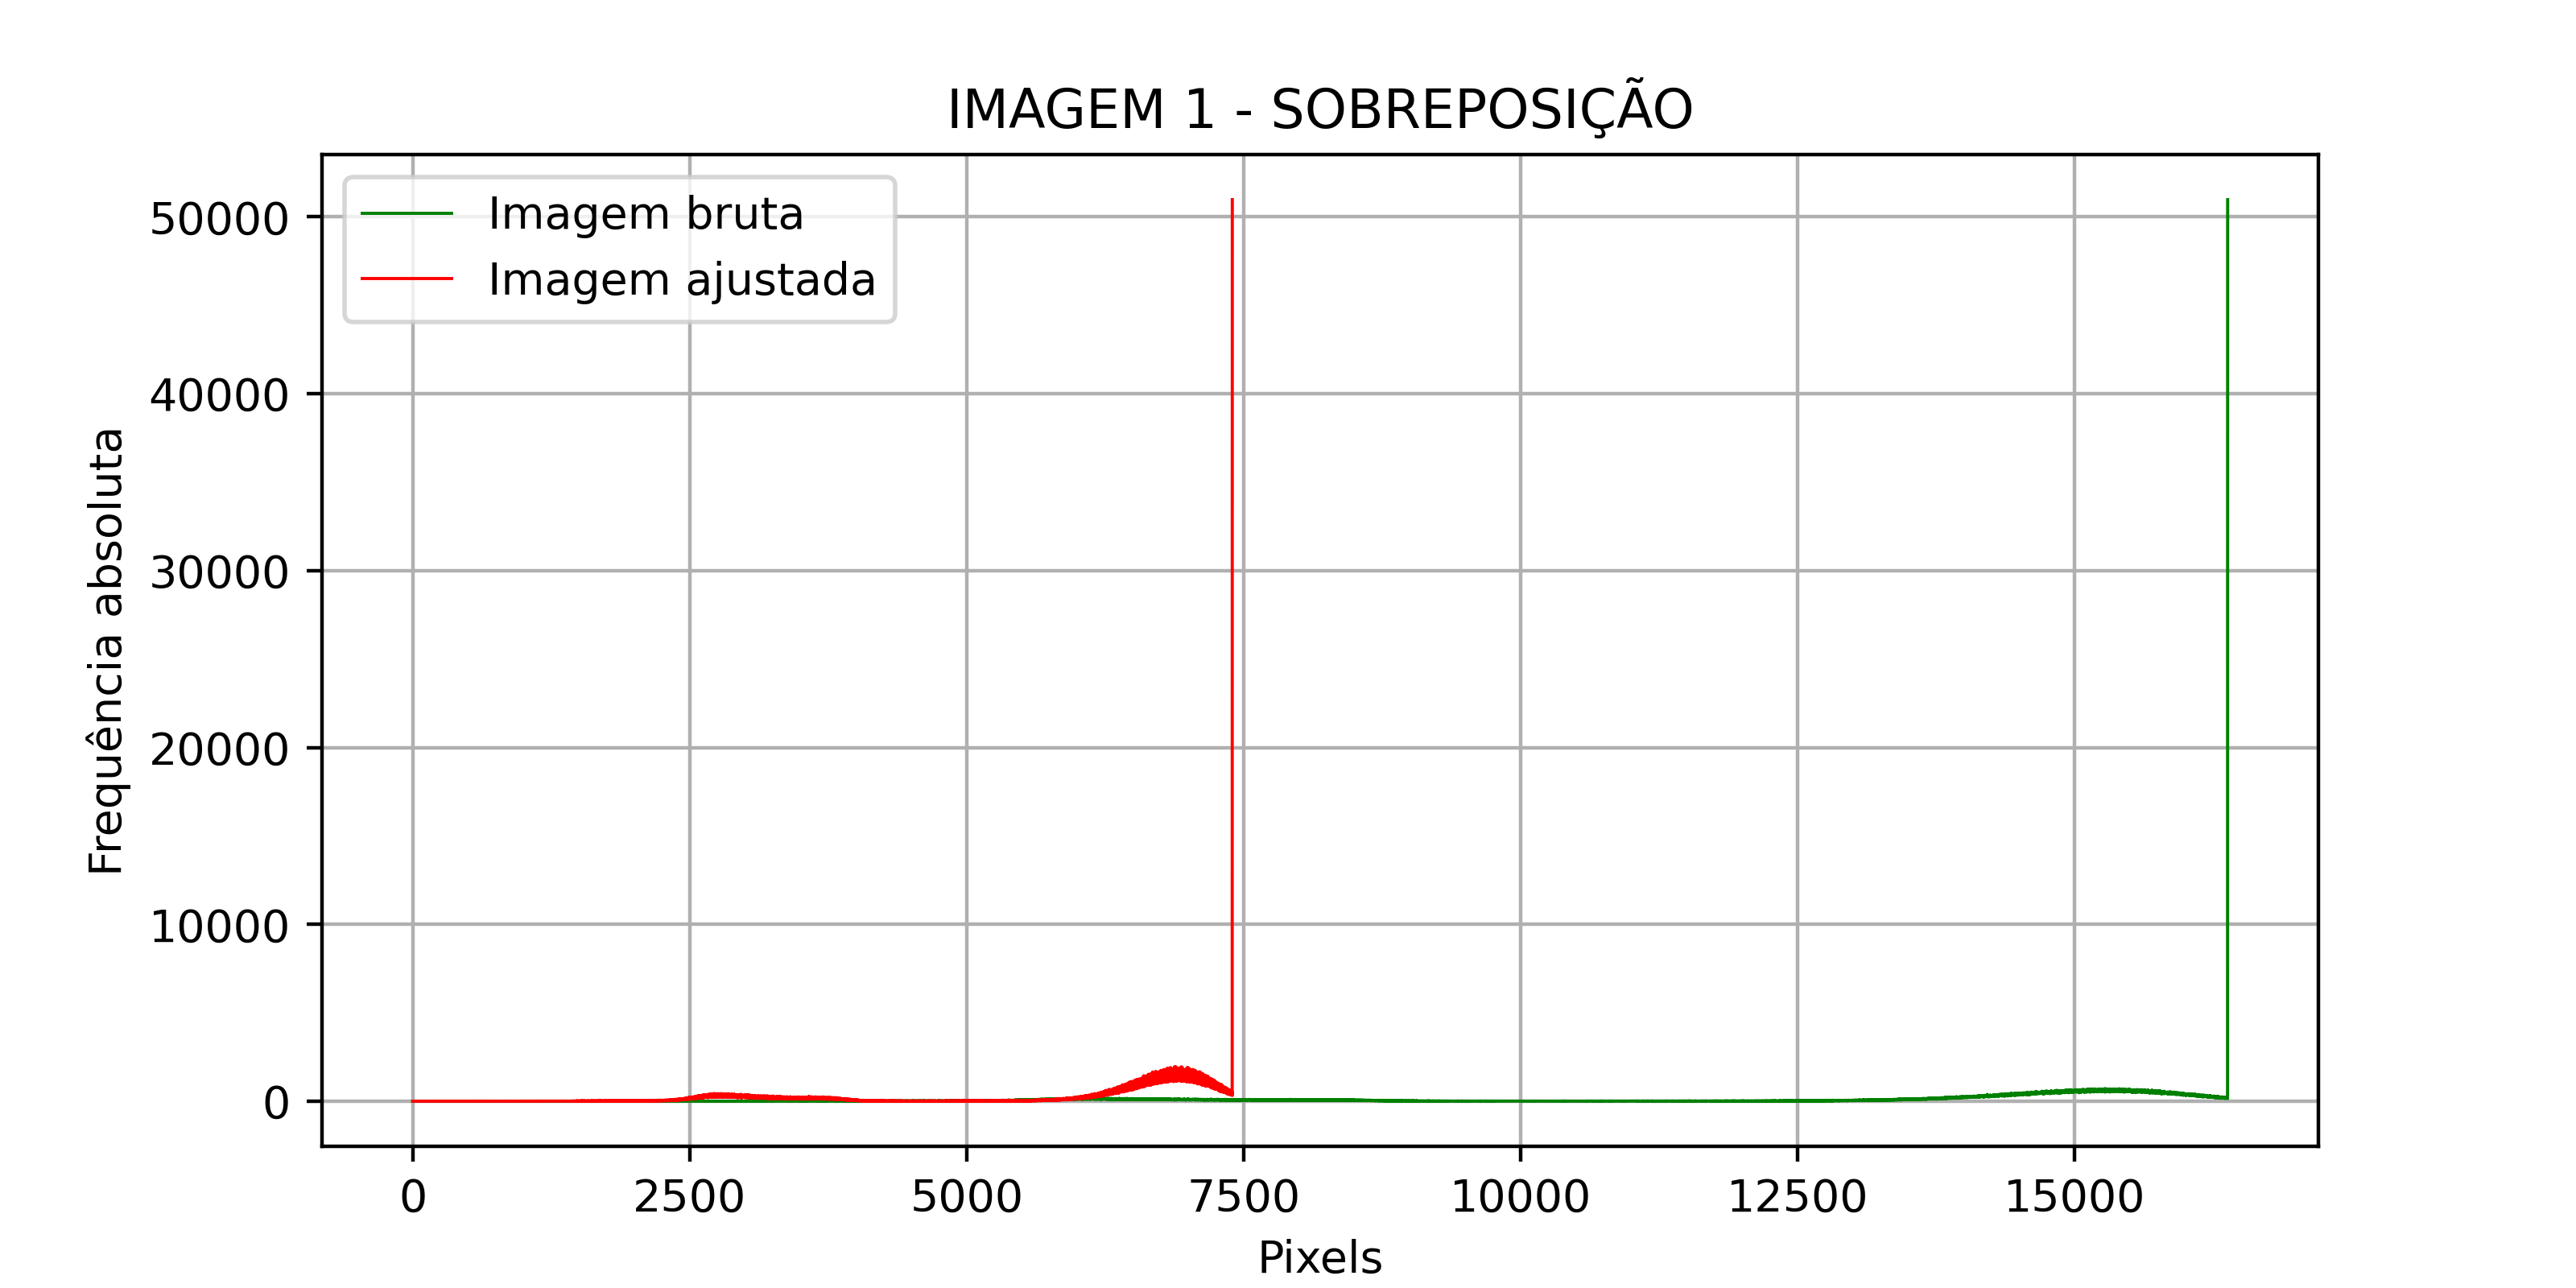 IMAGEM 1 - SOBREPOSIÇÃO
Imagem bruta
Imagem ajustada
Frequência absoluta
50000
40000
30000
20000
10000
0
0 2500 5000 7500 10000 12500 15000
Pixels